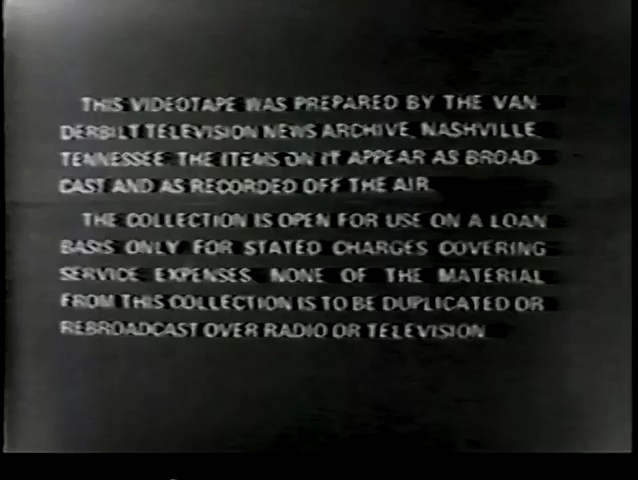 THIS VIDEOTAPE WAS PREPARED BY THE VAN-
DERBILT TELEVISION NEWS ARCHIVE, NASHVILLE,
TENNESSEE. THE ITEMS ON IT APPEAR AS BROAD-
CAST AND AS RECORDED OFF THE AIR.
THE COLLECTION IS OPEN FOR USE ON A LOAN
BASIS ONLY FOR STATED CHARGES COVERING
SERVICE EXPENSES. NONE OF THE MATERIAL
FROM THIS COLLECTION IS TO BE DUPLICATED OR
REBROADCAST OVER RADIO OR TELEVISION